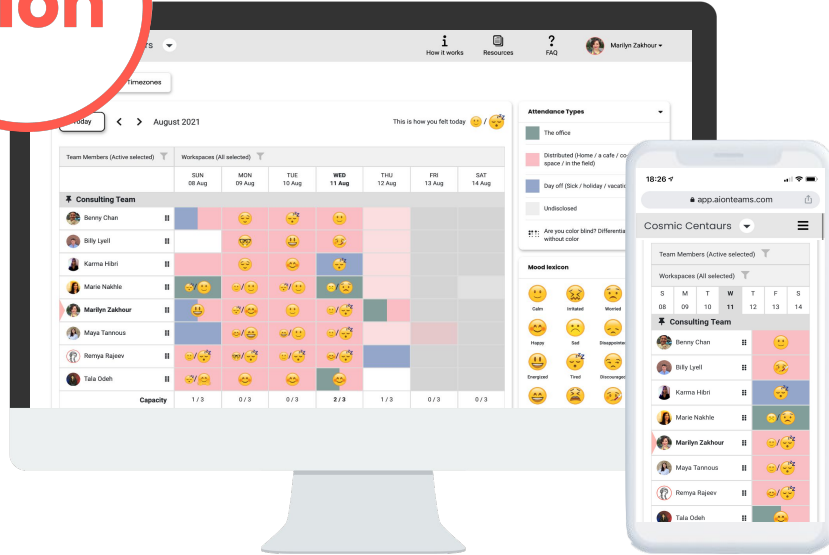 ion
rs
How it works
Resources
FAQ
Marilyn Zakhour
Timezones
Today
August 2021
This is how you felt today
/
Team Members (Active selected)
Workspaces (All selected)
SUN
08 Aug
MON
09 Aug
TUE
10 Aug
WED
11 Aug
THU
12 Aug
FRI
13 Aug
SAT
14 Aug
Consulting Team
Benny Chan
Billy Lyell
Karma Hibri
Marie Nakhle
Marilyn Zakhour
Maya Tannous
Remya Rajeev
Tala Odeh
Capacity
1 / 3
0 / 3
0 / 3
2 / 3
1 / 3
0 / 3
0 / 3
Attendance Types
The office
Distributed (Home / a cafe / co-
space / in the field)
Day off (Sick / holiday / vacatio
Undisclosed
Are you color blind? Differentia
without color
Mood lexicon
Calm
Irritated
Worried
Happy
Sad
Disappointe
Energized
Tired
Discourage
18:26
app.aionteams.com
Cosmic Centaurs
Team Members (Active selected)
Workspaces (All selected)
S M T W T F S
08 09 10 11 12 13 14
Consulting Team
Benny Chan
Billy Lyell
Karma Hibri
Marie Nakhle
Marilyn Zakhour
Maya Tannous
Remya Rajeev
Tala Odeh